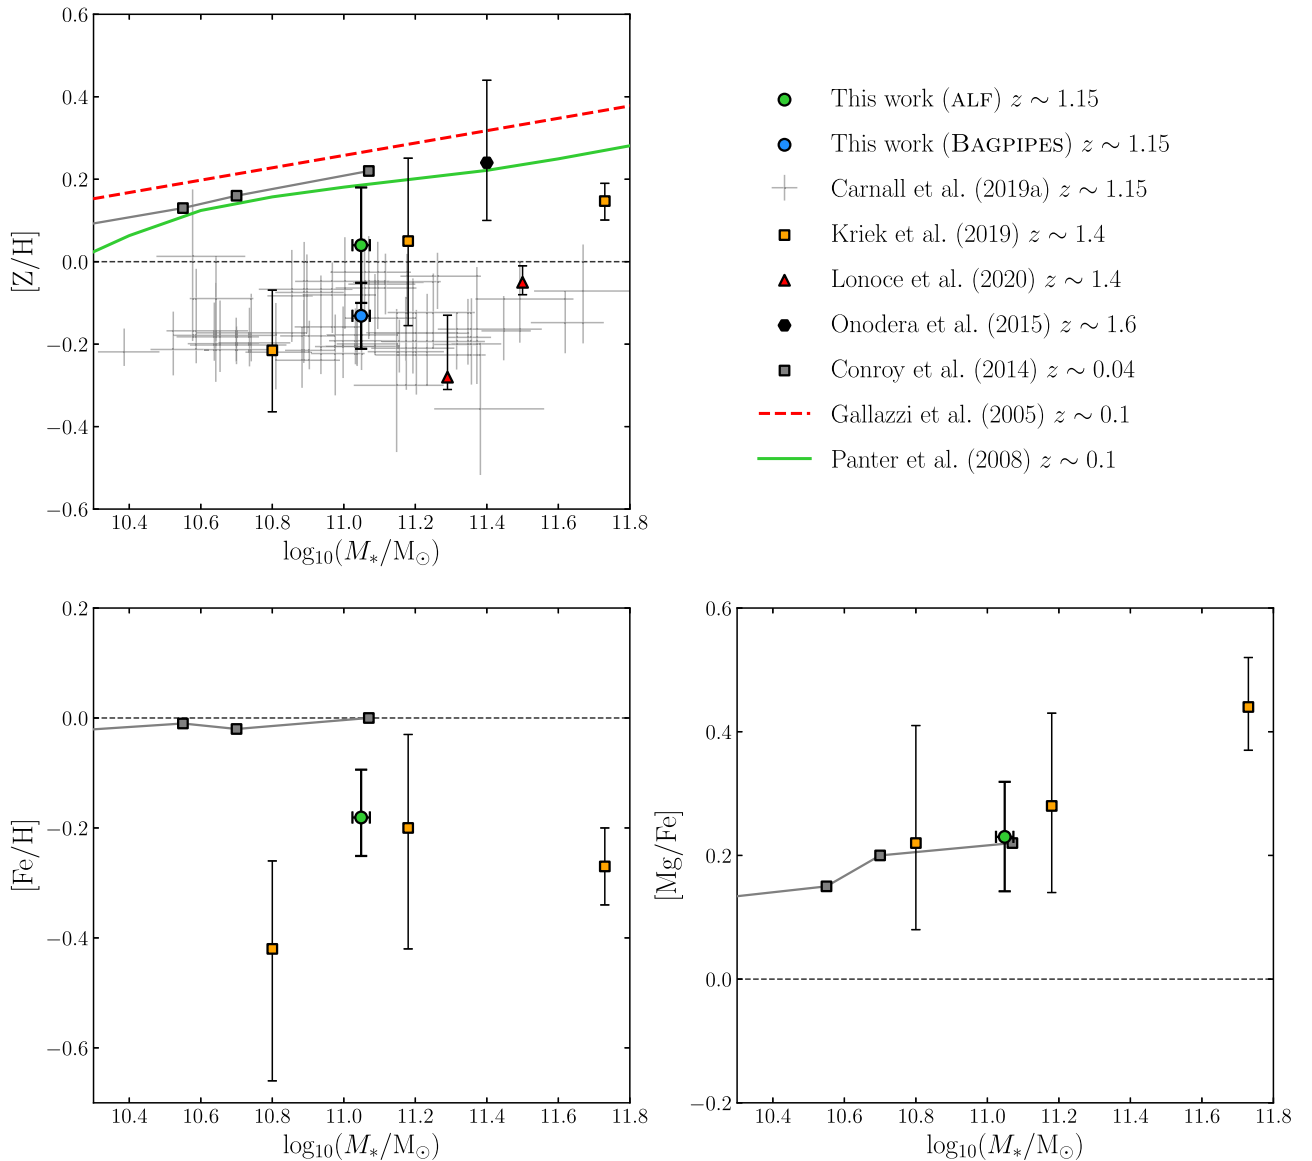 0.6
0.4
0.2
0.0
−0.2
−0.4
−0.6
[Z/H]
10.4 10.6 10.8 11.0 11.2 11.4 11.6 11.8
log₁₀(M∗/M⊙)
This work (ALF) z ∼ 1.15
This work (BAGPIPES) z ∼ 1.15
Carnall et al. (2019a) z ∼ 1.15
Kriek et al. (2019) z ∼ 1.4
Lonoce et al. (2020) z ∼ 1.4
Onodera et al. (2015) z ∼ 1.6
Conroy et al. (2014) z ∼ 0.04
Gallazzi et al. (2005) z ∼ 0.1
Panter et al. (2008) z ∼ 0.1
0.2
0.0
−0.2
−0.4
−0.6
[Fe/H]
10.4 10.6 10.8 11.0 11.2 11.4 11.6 11.8
log₁₀(M∗/M⊙)
0.6
0.4
0.2
0.0
−0.2
[Mg/Fe]
10.4 10.6 10.8 11.0 11.2 11.4 11.6 11.8
log₁₀(M∗/M⊙)